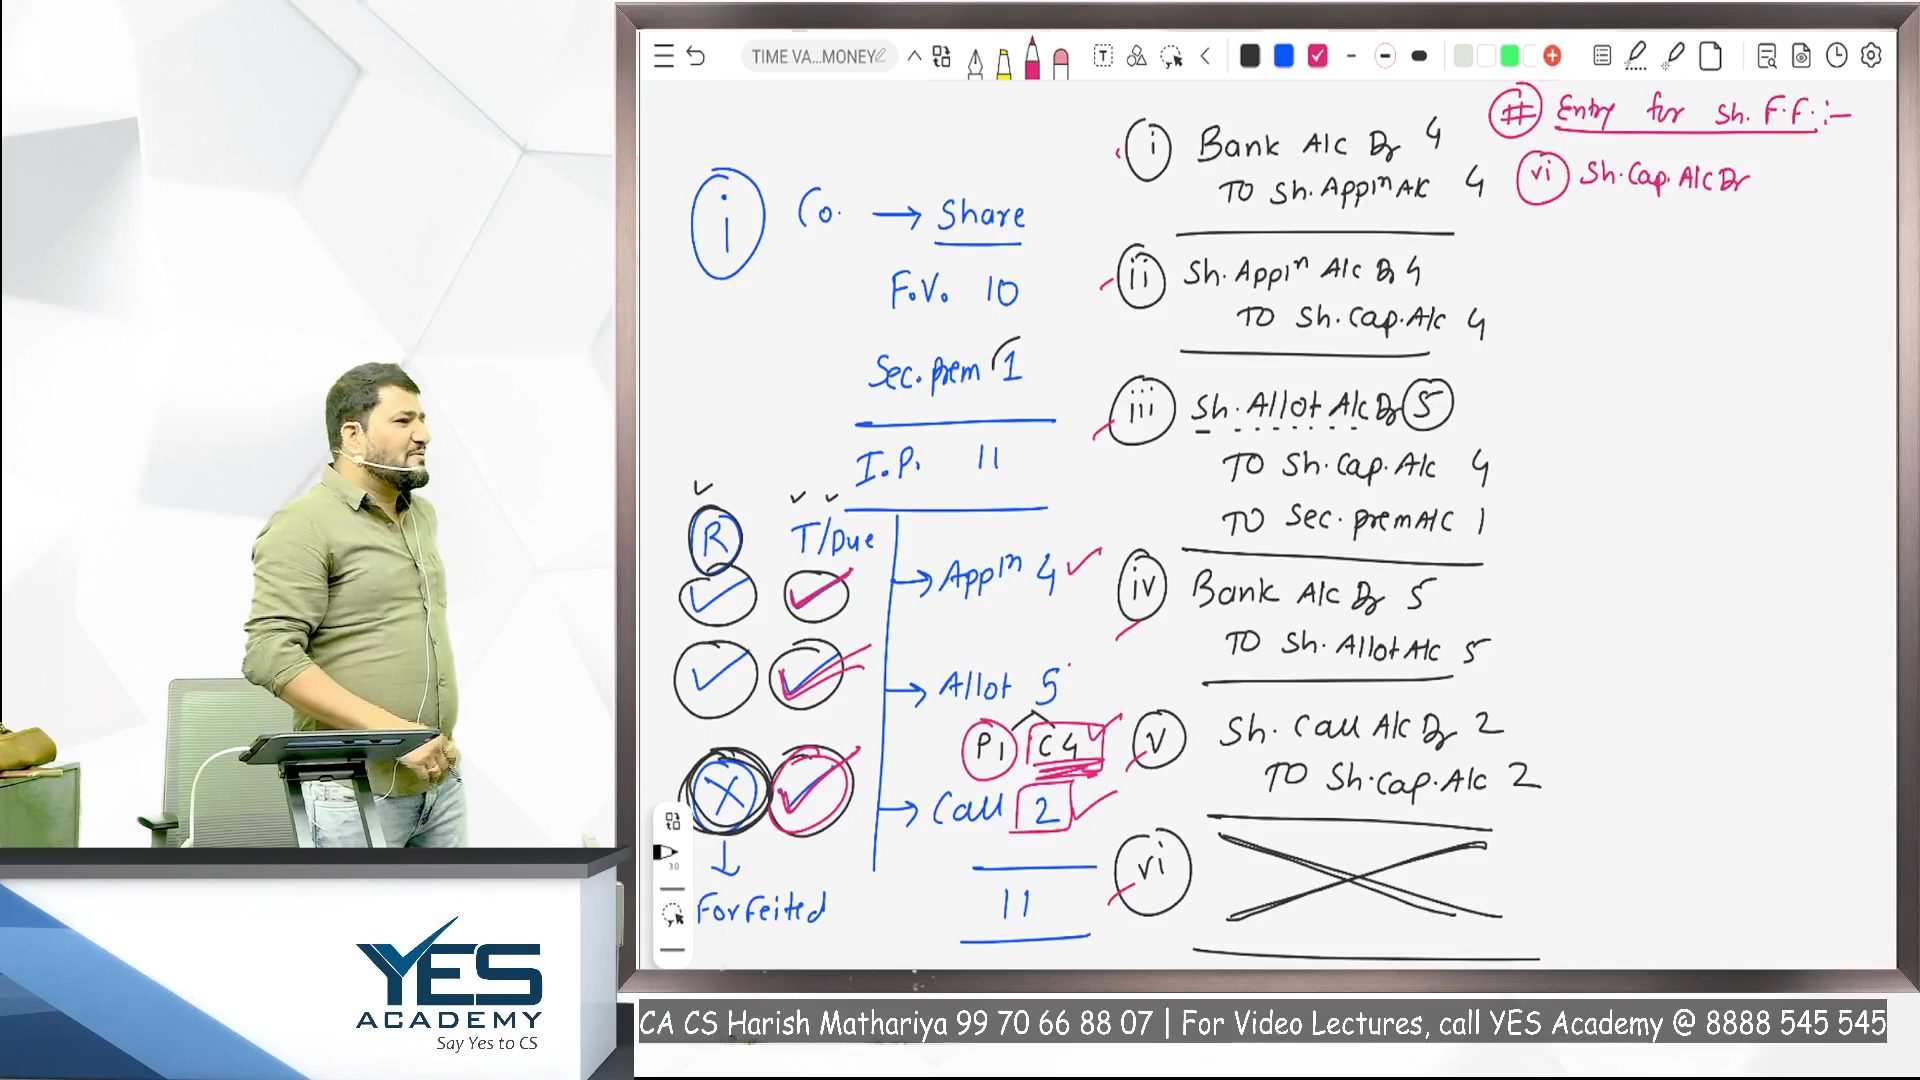 TIME VA...MONEY
i Co. → Share
F.V. 10
Sec. prem 1
I.P. 11
R T/Due
Appln 4
Allot 5
P 1 C 4
Call 2
11
Forfeited
i Bank A/c Dr 4
TO Sh. Appln A/c 4
ii Sh. Appln A/c Dr 4
TO Sh. Cap. A/c 4
iii Sh. Allot A/c Dr 5
TO Sh. Cap. A/c 4
TO Sec. prem A/c 1
iv Bank A/c Dr 5
TO Sh. Allot A/c 5
v Sh. Call A/c Dr 2
TO Sh. Cap. A/c 2
vi
# Entry for Sh. F.F. :-
vi Sh. Cap. A/c Dr
30
YES
ACADEMY
Say Yes to CS
CA CS Harish Mathariya 99 70 66 88 07 | For Video Lectures, call YES Academy @ 8888 545 545